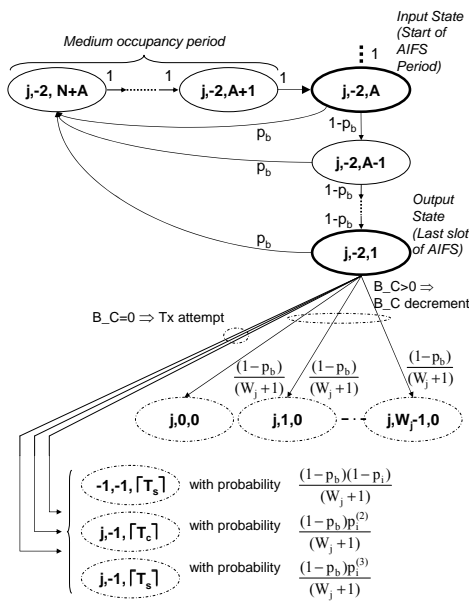 Medium occupancy period
Input State
(Start of
AIFS
Period)
1
1
1
1
j,-2, N+A
j,-2,A+1
j,-2,A
p_b
1-p_b
p_b
j,-2,A-1
1-p_b
1-p_b
Output
State
(Last slot
of AIFS)
p_b
j,-2,1
B_C=0 ⇒ Tx attempt
B_C>0 ⇒
B_C decrement
(1-p_b)/(W_j+1)
(1-p_b)/(W_j+1)
(1-p_b)/(W_j+1)
j,0,0
j,1,0
j,W_j-1,0
-1,-1,⌈T_s⌉ with probability (1-p_b)(1-p_i)/(W_j+1)
j,-1,⌈T_c⌉ with probability (1-p_b)p_i^(2)/(W_j+1)
j,-1,⌈T_s⌉ with probability (1-p_b)p_i^(3)/(W_j+1)